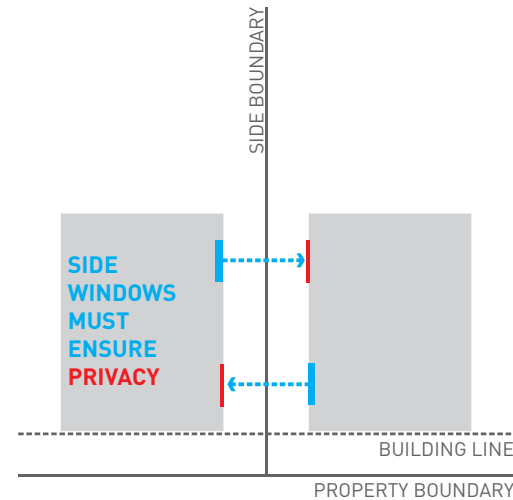 SIDE BOUNDARY
SIDE
WINDOWS
MUST
ENSURE
PRIVACY
BUILDING LINE
PROPERTY BOUNDARY